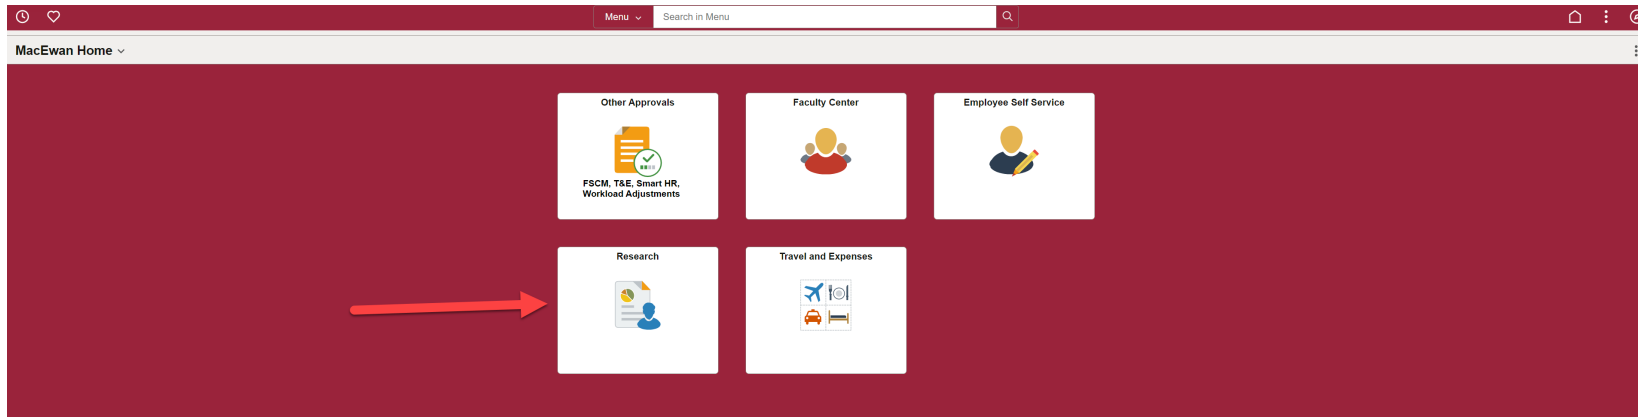 Menu
Search in Menu
MacEwan Home
Other Approvals
Faculty Center
Employee Self Service
FSCM, T&E, Smart HR,
Workload Adjustments
Research
Travel and Expenses